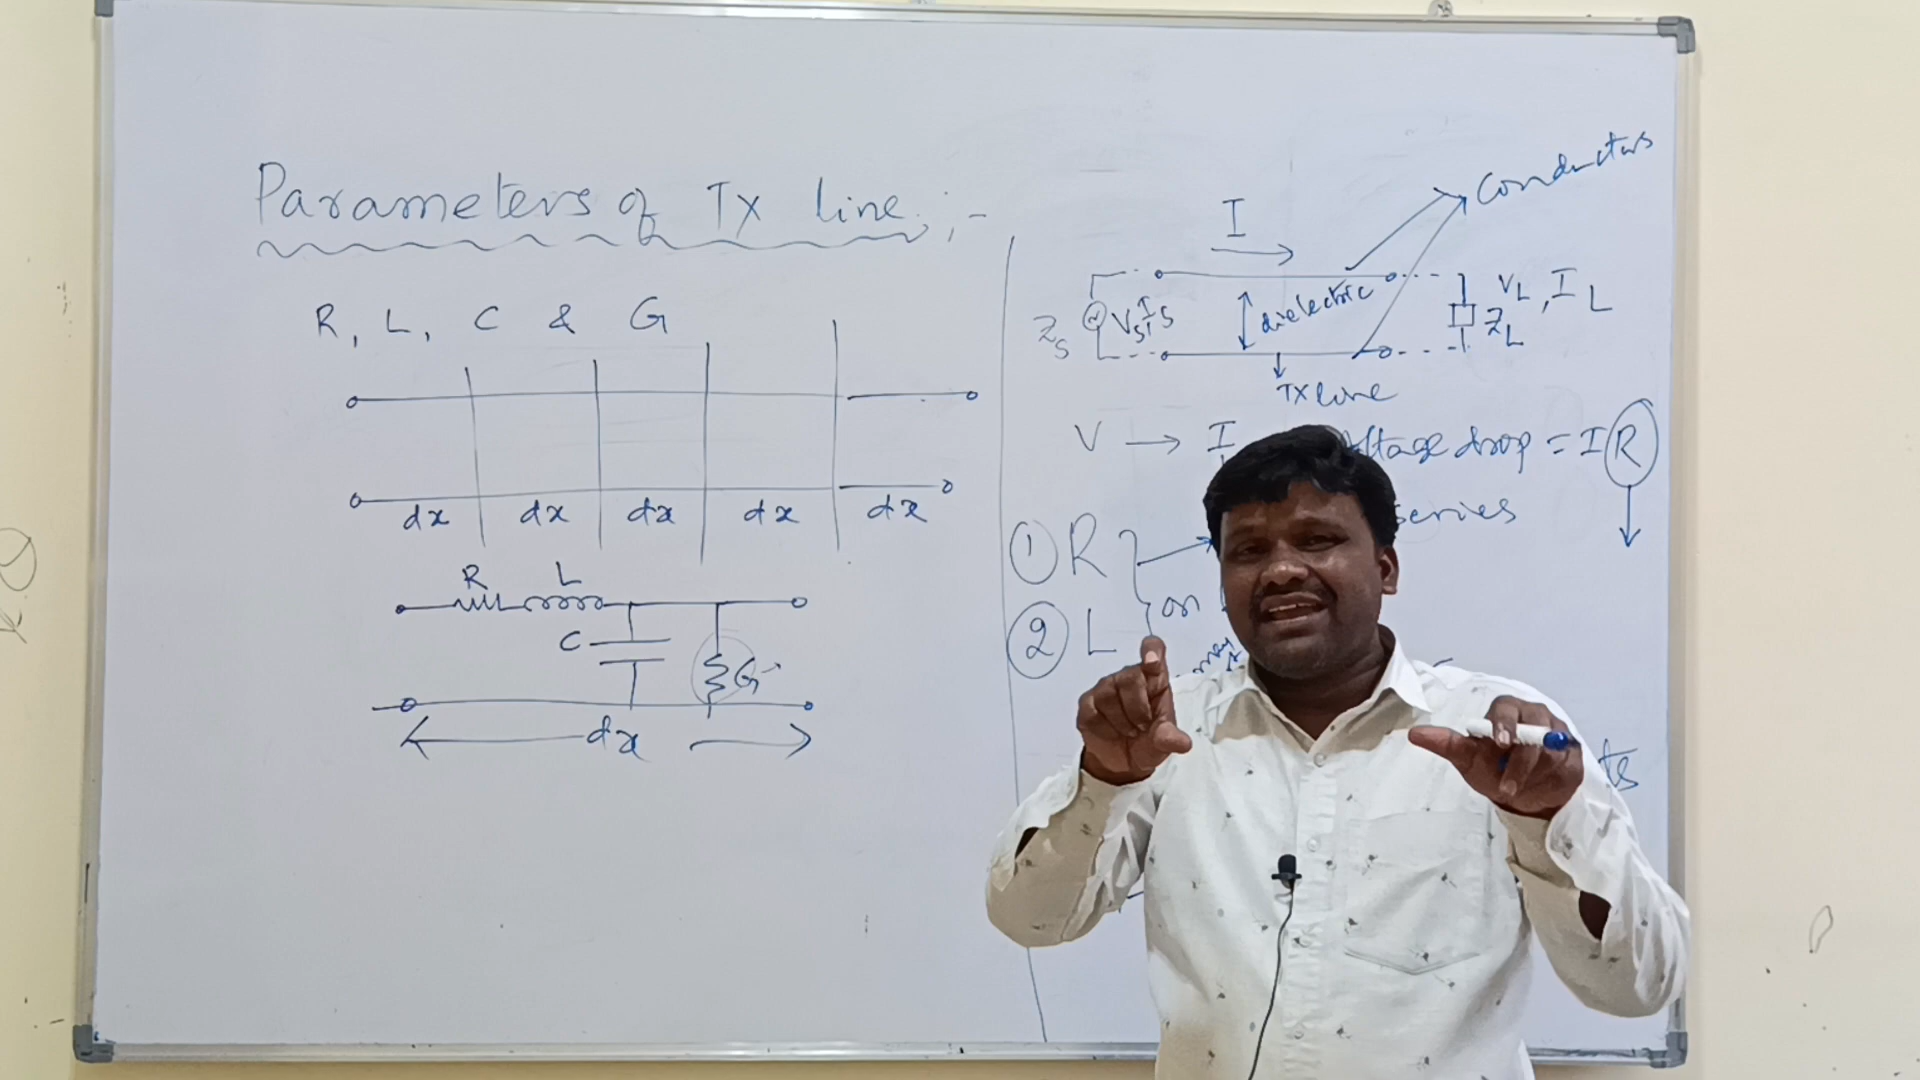 Parameters of Tx line :-
R, L, C & G
dx dx dx dx dx
R L
C
G
dx
Conductors
I
Zs Vs, Is dielectric VL, IL
ZL
Tx line
V → I voltage drop = IR
① R series
② L on